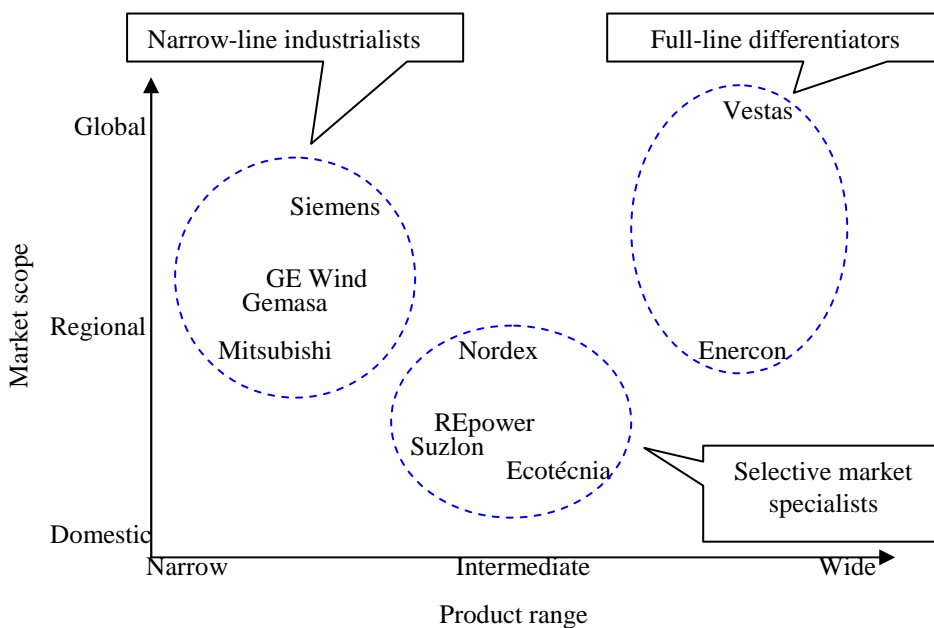 Narrow-line industrialists
Full-line differentiators
Vestas
Global
Siemens
GE Wind
Gemasa
Regional
Mitsubishi
Nordex
Enercon
Market scope
REpower
Suzlon
Ecotécnia
Selective market
specialists
Domestic
Narrow
Intermediate
Wide
Product range